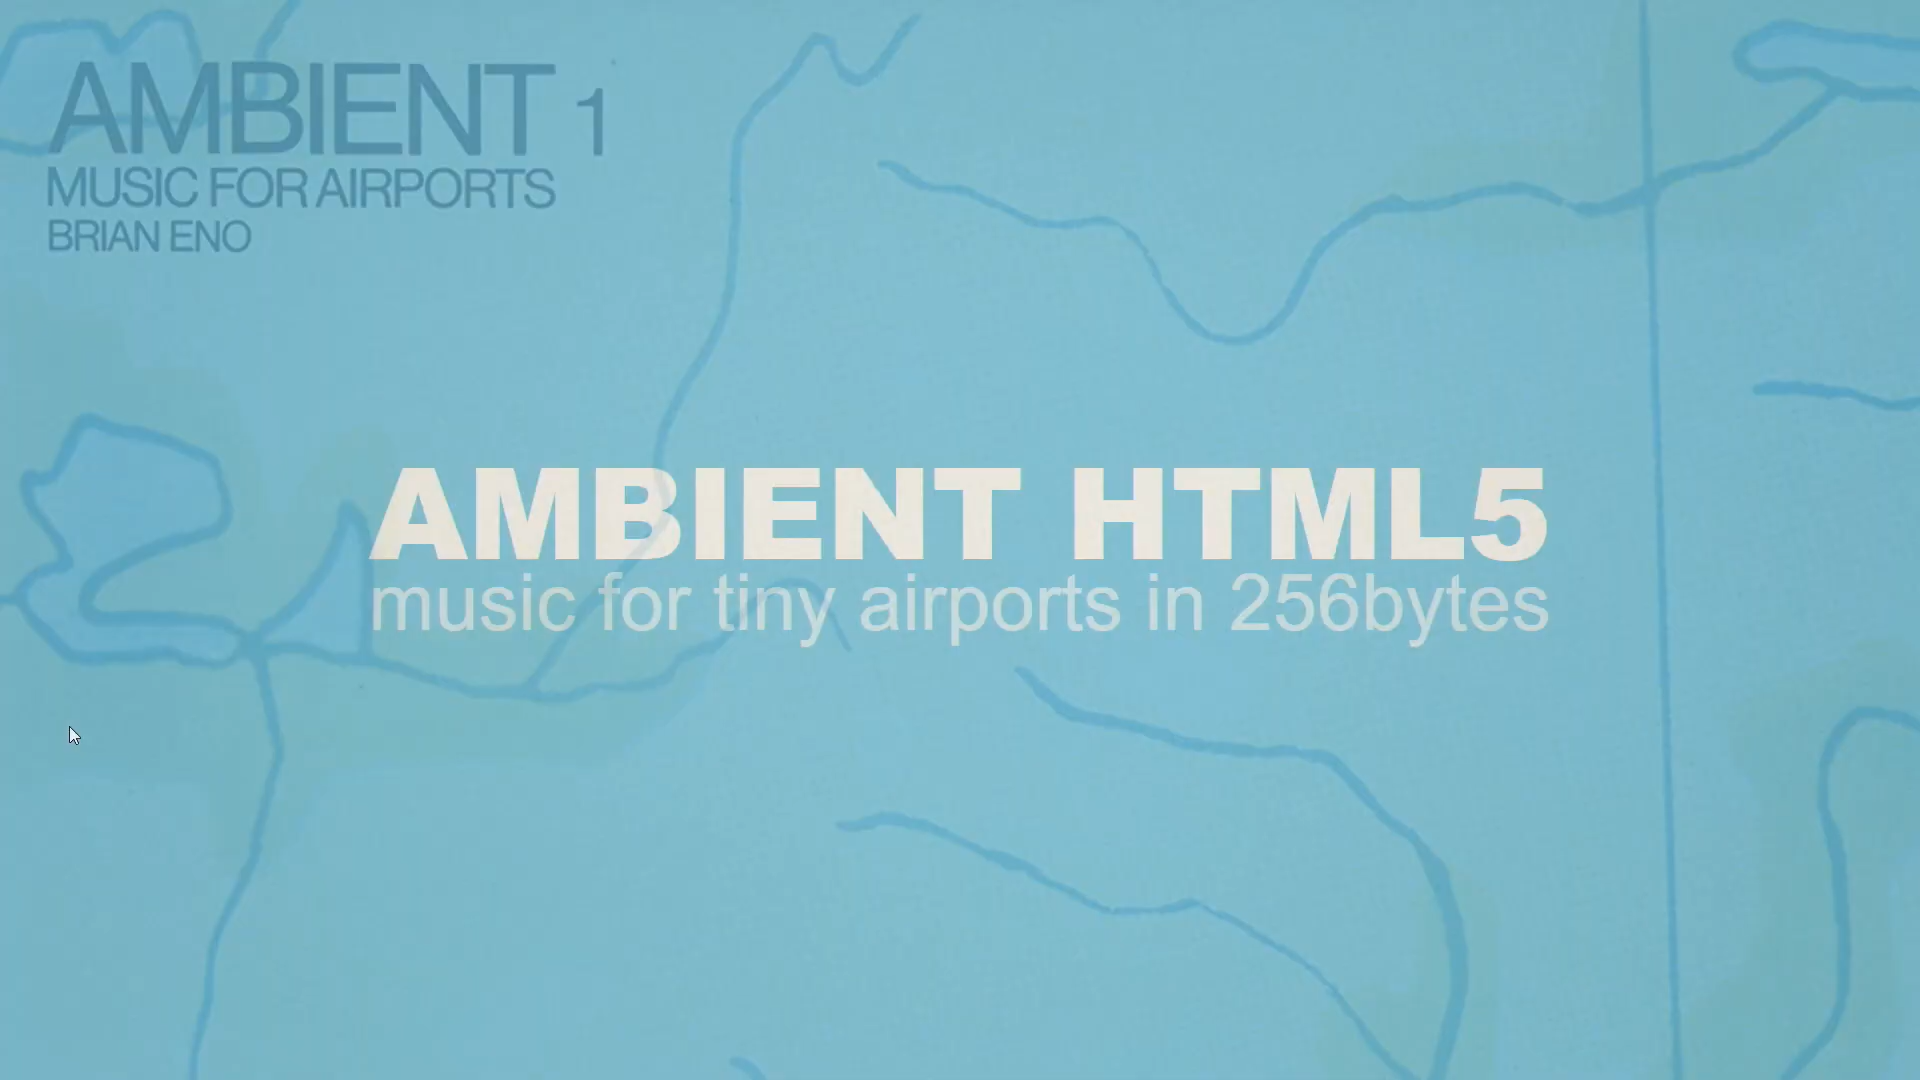 AMBIENT 1
MUSIC FOR AIRPORTS
BRIAN ENO
AMBIENT HTML5
music for tiny airports in 256bytes